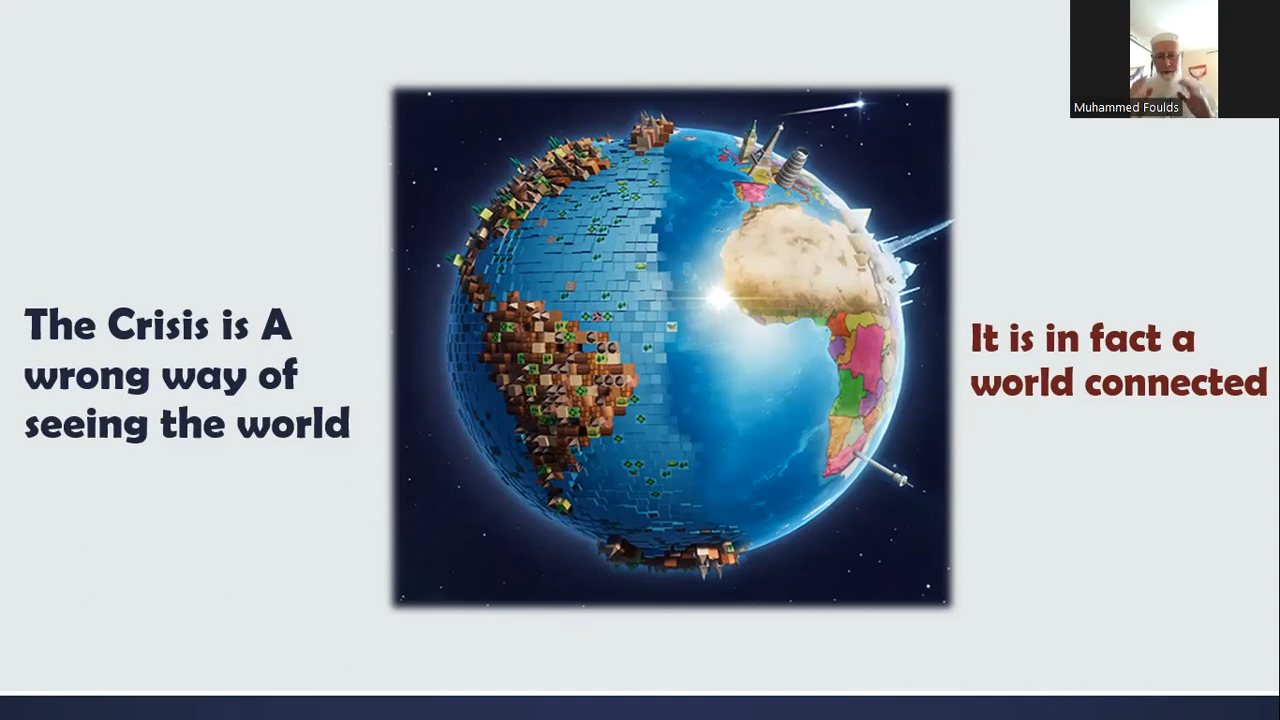 Muhammed Foulds
The Crisis is A
wrong way of
seeing the world
It is in fact a
world connected